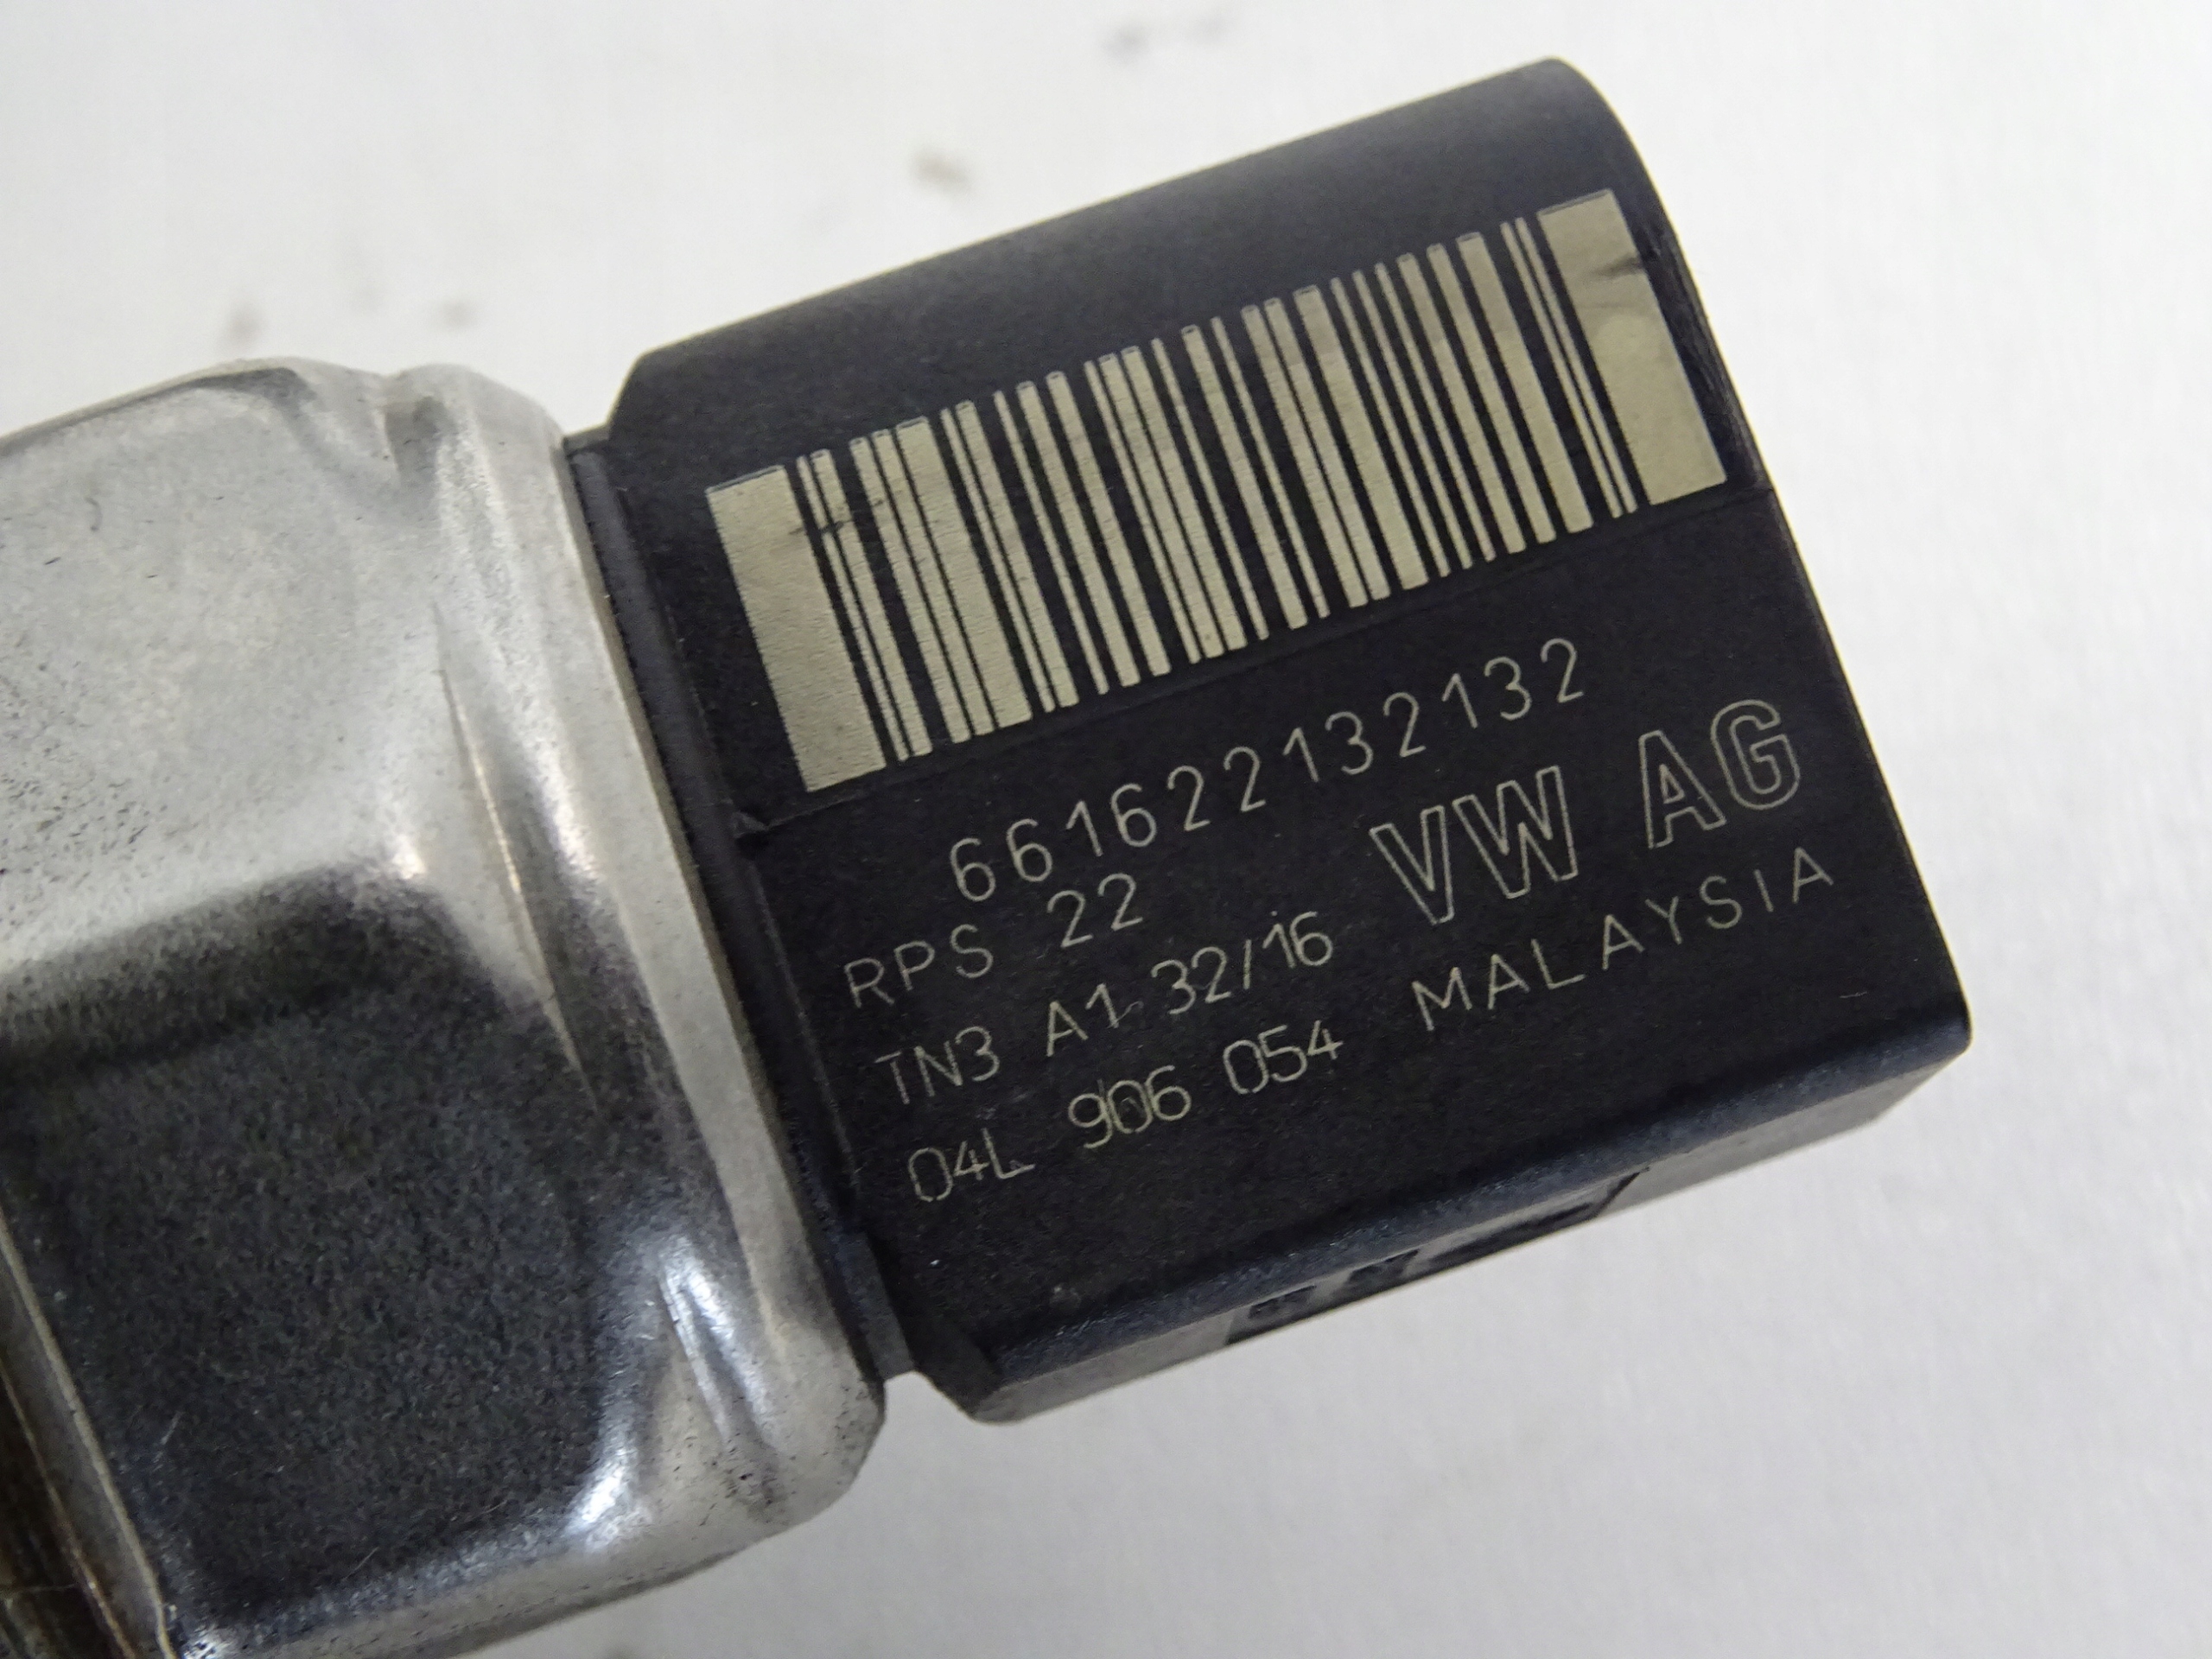 661622132132
RPS 22
VW AG
TN3 A1 32/16
MALAYSIA
04L 906 054